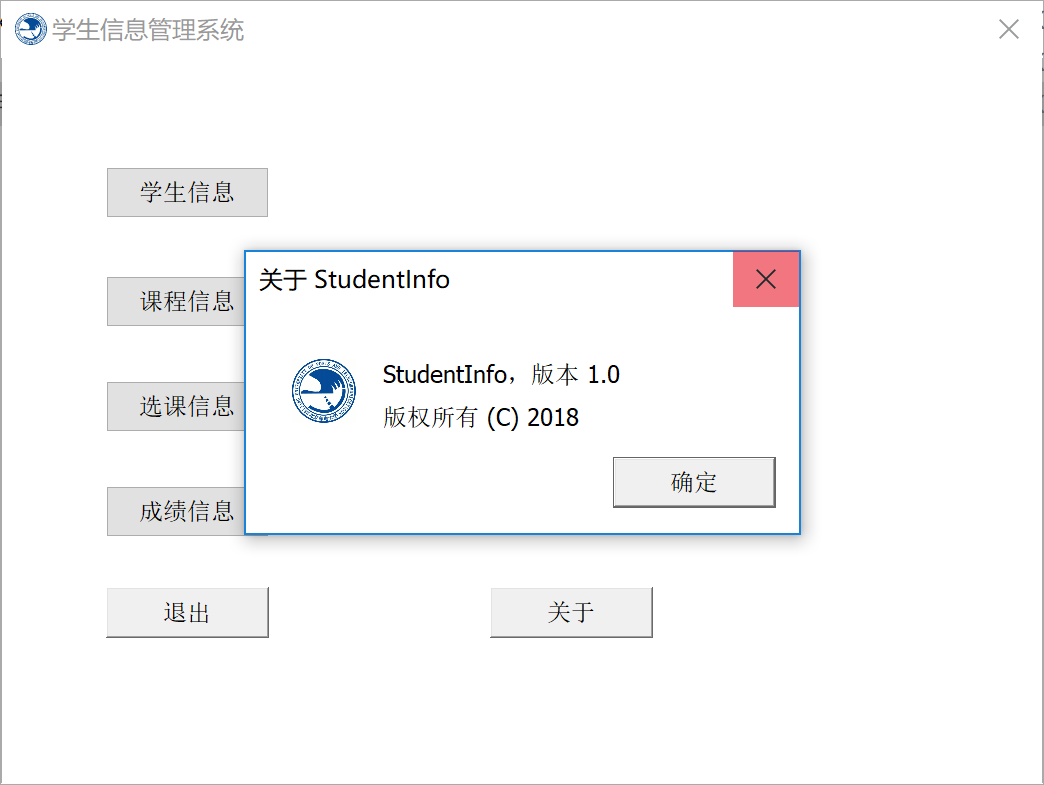 学生信息管理系统
学生信息
课程信息
选课信息
成绩信息
关于 StudentInfo
StudentInfo，版本 1.0
版权所有 (C) 2018
确定
退出
关于